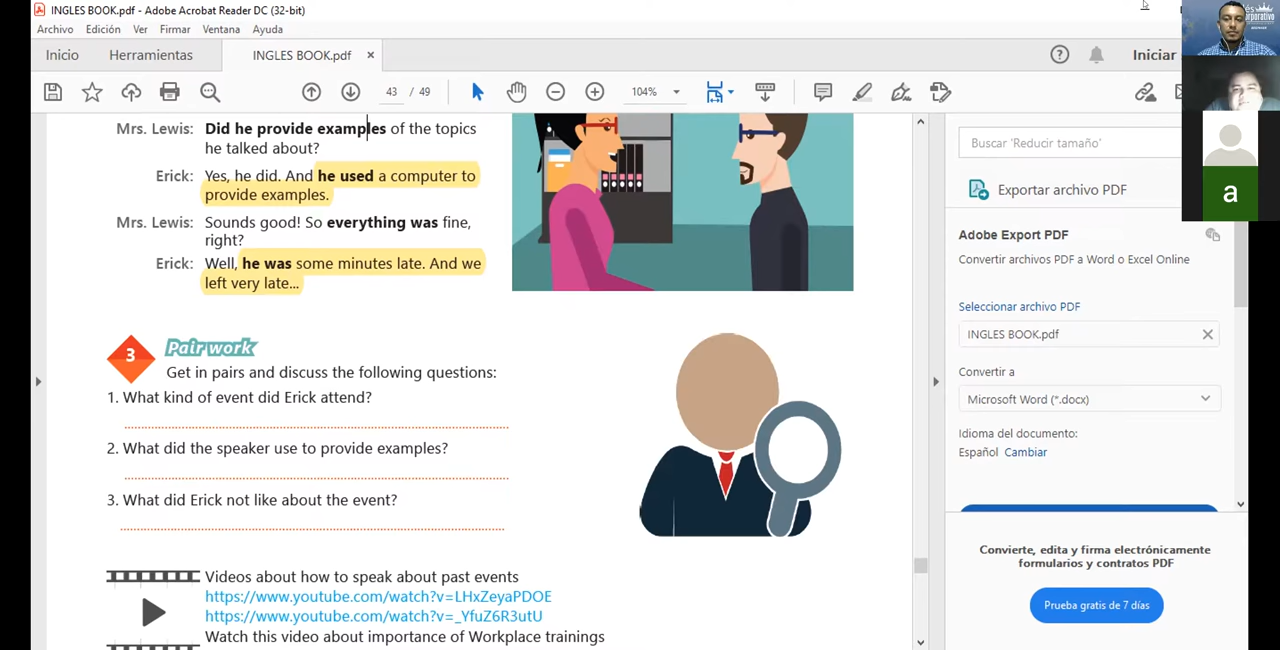 INGLES BOOK.pdf - Adobe Acrobat Reader DC (32-bit)
Archivo Edición Ver Firmar Ventana Ayuda
Inicio Herramientas INGLES BOOK.pdf × Iniciar
43 / 49 104%
Mrs. Lewis: Did he provide examples of the topics
he talked about?
Erick: Yes, he did. And he used a computer to
provide examples.
Mrs. Lewis: Sounds good! So everything was fine,
right?
Erick: Well, he was some minutes late. And we
left very late...
3 Pair work
Get in pairs and discuss the following questions:
1. What kind of event did Erick attend?
2. What did the speaker use to provide examples?
3. What did Erick not like about the event?
Videos about how to speak about past events
https://www.youtube.com/watch?v=LHxZeyaPDOE
https://www.youtube.com/watch?v=_YfuZ6R3utU
Watch this video about importance of Workplace trainings
Buscar 'Reducir tamaño'
Exportar archivo PDF
Adobe Export PDF
Convertir archivos PDF a Word o Excel Online
Seleccionar archivo PDF
INGLES BOOK.pdf
Convertir a
Microsoft Word (*.docx)
Idioma del documento:
Español Cambiar
Convierte, edita y firma electrónicamente
formularios y contratos PDF
Prueba gratis de 7 días
a